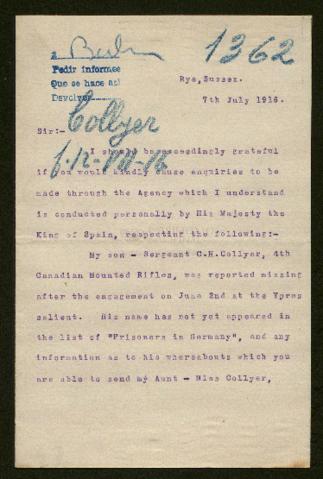 a Berlin
1362
Pedir informes
Que se hace así
Devolver
Rye, Sussex.
7th July 1916.
Collyer
Sir:-
I should be exceedingly grateful
if you would kindly cause enquiries to be
made through the Agency which I understand
is conducted personally by His Majesty the
King of Spain, respecting the following:-
My son - Sergeant C.H.Collyer, 4th
Canadian Mounted Rifles, was reported missing
after the engagement on June 2nd at the Ypres
salient. His name has not yet appeared in
the list of "Prisoners in Germany", and any
information as to his whereabouts which you
are able to send my Aunt - Miss Collyer,